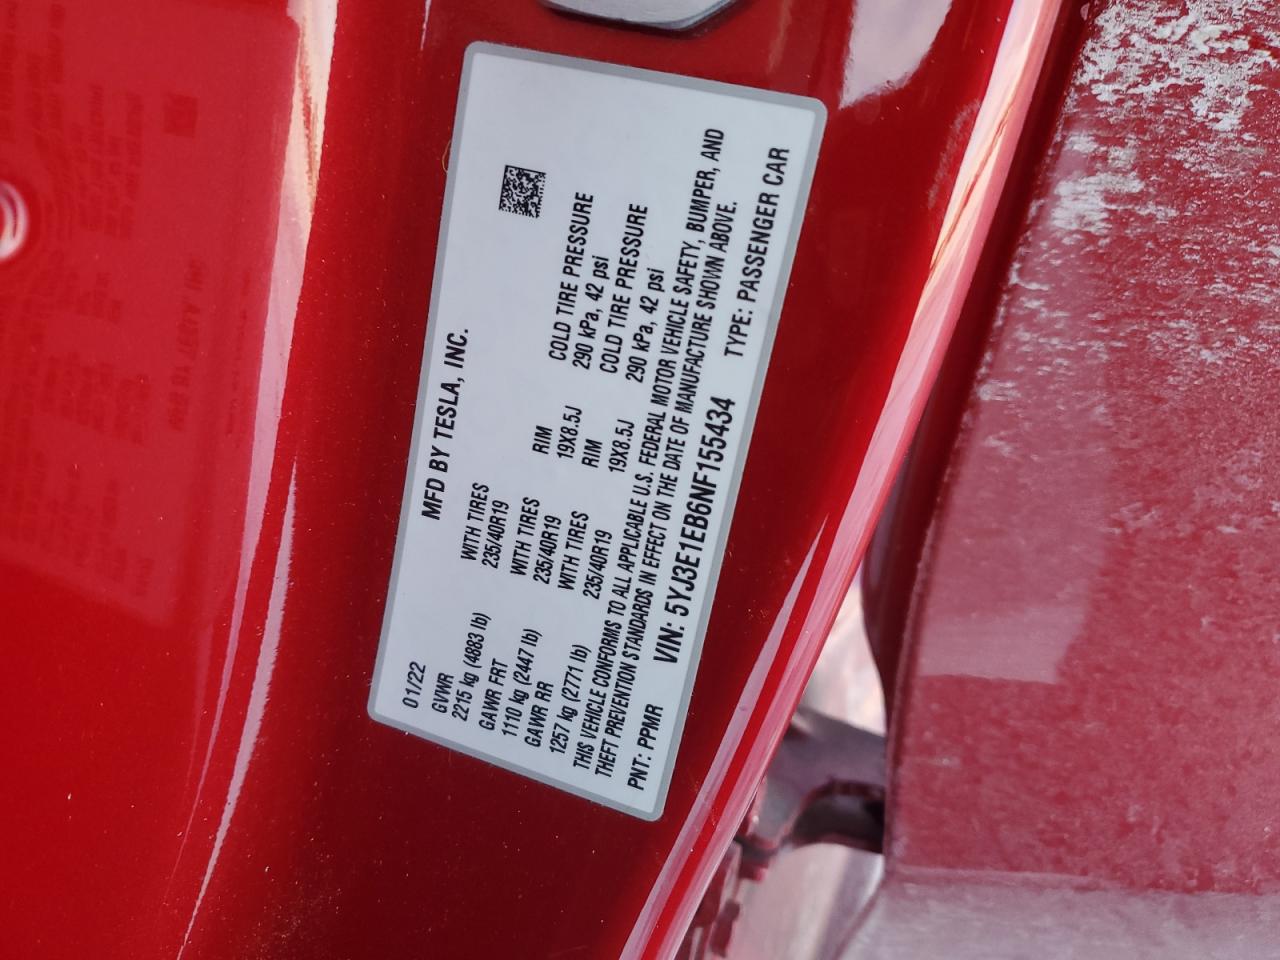 MFD BY TESLA, INC.
01/22
GVWR WITH TIRES RIM COLD TIRE PRESSURE
2215 kg (4883 lb) 235/40R19 19X8.5J 290 kPa, 42 psi
GAWR FRT WITH TIRES RIM COLD TIRE PRESSURE
1110 kg (2447 lb) 235/40R19 19X8.5J 290 kPa, 42 psi
GAWR RR WITH TIRES
1257 kg (2771 lb) 235/40R19
THIS VEHICLE CONFORMS TO ALL APPLICABLE U.S. FEDERAL MOTOR VEHICLE SAFETY, BUMPER, AND
THEFT PREVENTION STANDARDS IN EFFECT ON THE DATE OF MANUFACTURE SHOWN ABOVE.
PNT: PPMR VIN: 5YJ3E1EB6NF155434 TYPE: PASSENGER CAR